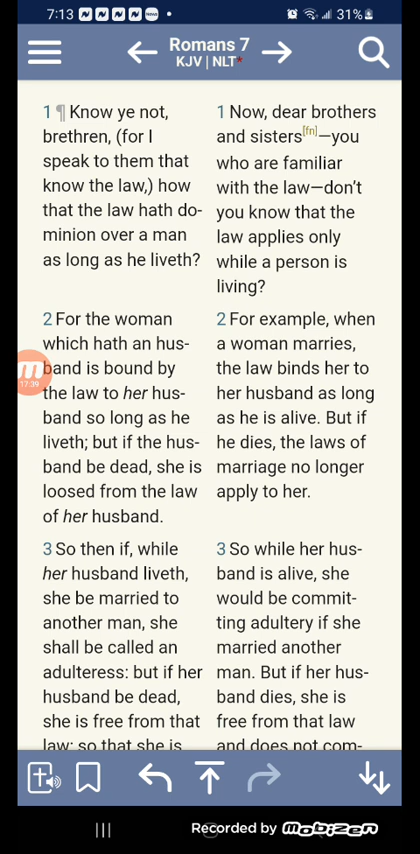 7:13
31%
Romans 7
KJV | NLT*
1 ¶ Know ye not,
brethren, (for I
speak to them that
know the law,) how
that the law hath do-
minion over a man
as long as he liveth?
2 For the woman
which hath an hus-
band is bound by
the law to her hus-
band so long as he
liveth; but if the hus-
band be dead, she is
loosed from the law
of her husband.
3 So then if, while
her husband liveth,
she be married to
another man, she
shall be called an
adulteress: but if her
husband be dead,
she is free from that
law: so that she is
1 Now, dear brothers
and sisters[fn]—you
who are familiar
with the law—don't
you know that the
law applies only
while a person is
living?
2 For example, when
a woman marries,
the law binds her to
her husband as long
as he is alive. But if
he dies, the laws of
marriage no longer
apply to her.
3 So while her hus-
band is alive, she
would be commit-
ting adultery if she
married another
man. But if her hus-
band dies, she is
free from that law
and does not com-
17:39
Recorded by Mobizen